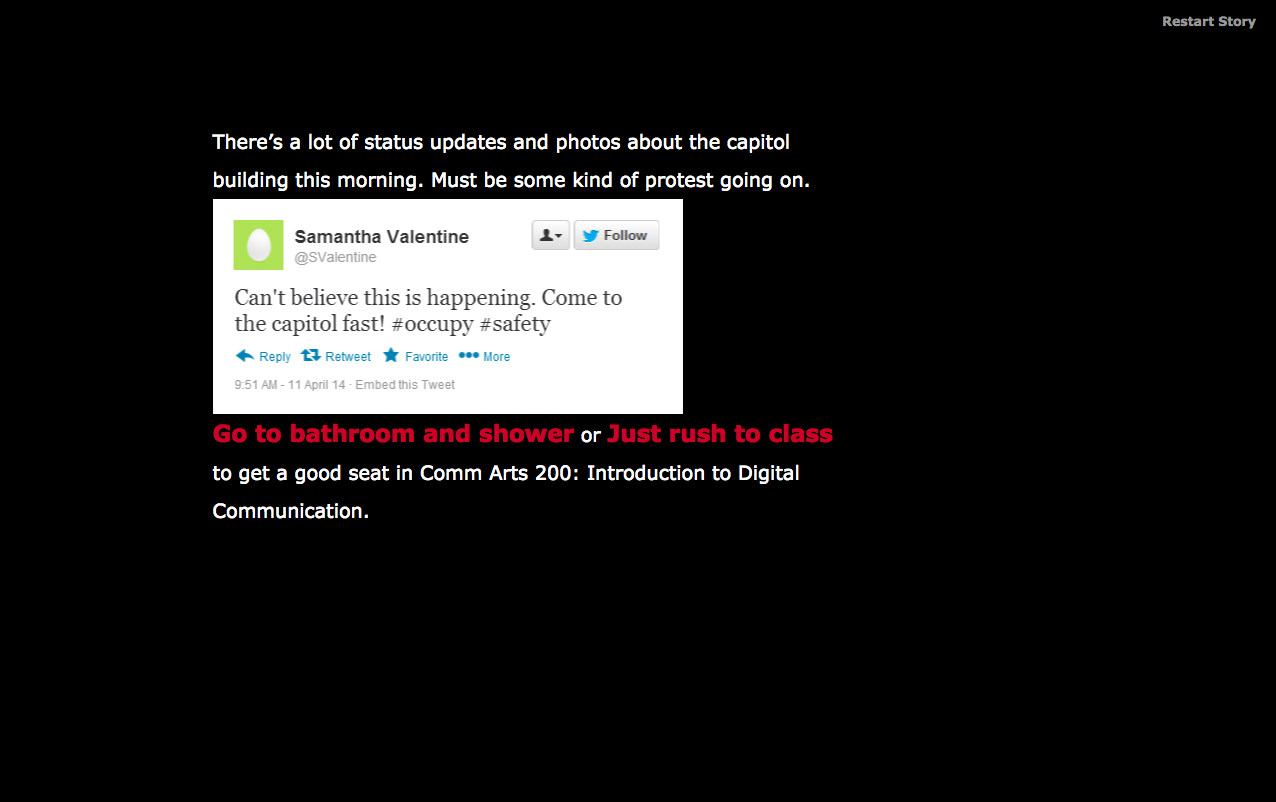 Restart Story
There’s a lot of status updates and photos about the capitol
building this morning. Must be some kind of protest going on.
Samantha Valentine
@SValentine
Follow
Can't believe this is happening. Come to
the capitol fast! #occupy #safety
Reply Retweet Favorite More
9:51 AM - 11 April 14 · Embed this Tweet
Go to bathroom and shower or Just rush to class
to get a good seat in Comm Arts 200: Introduction to Digital
Communication.